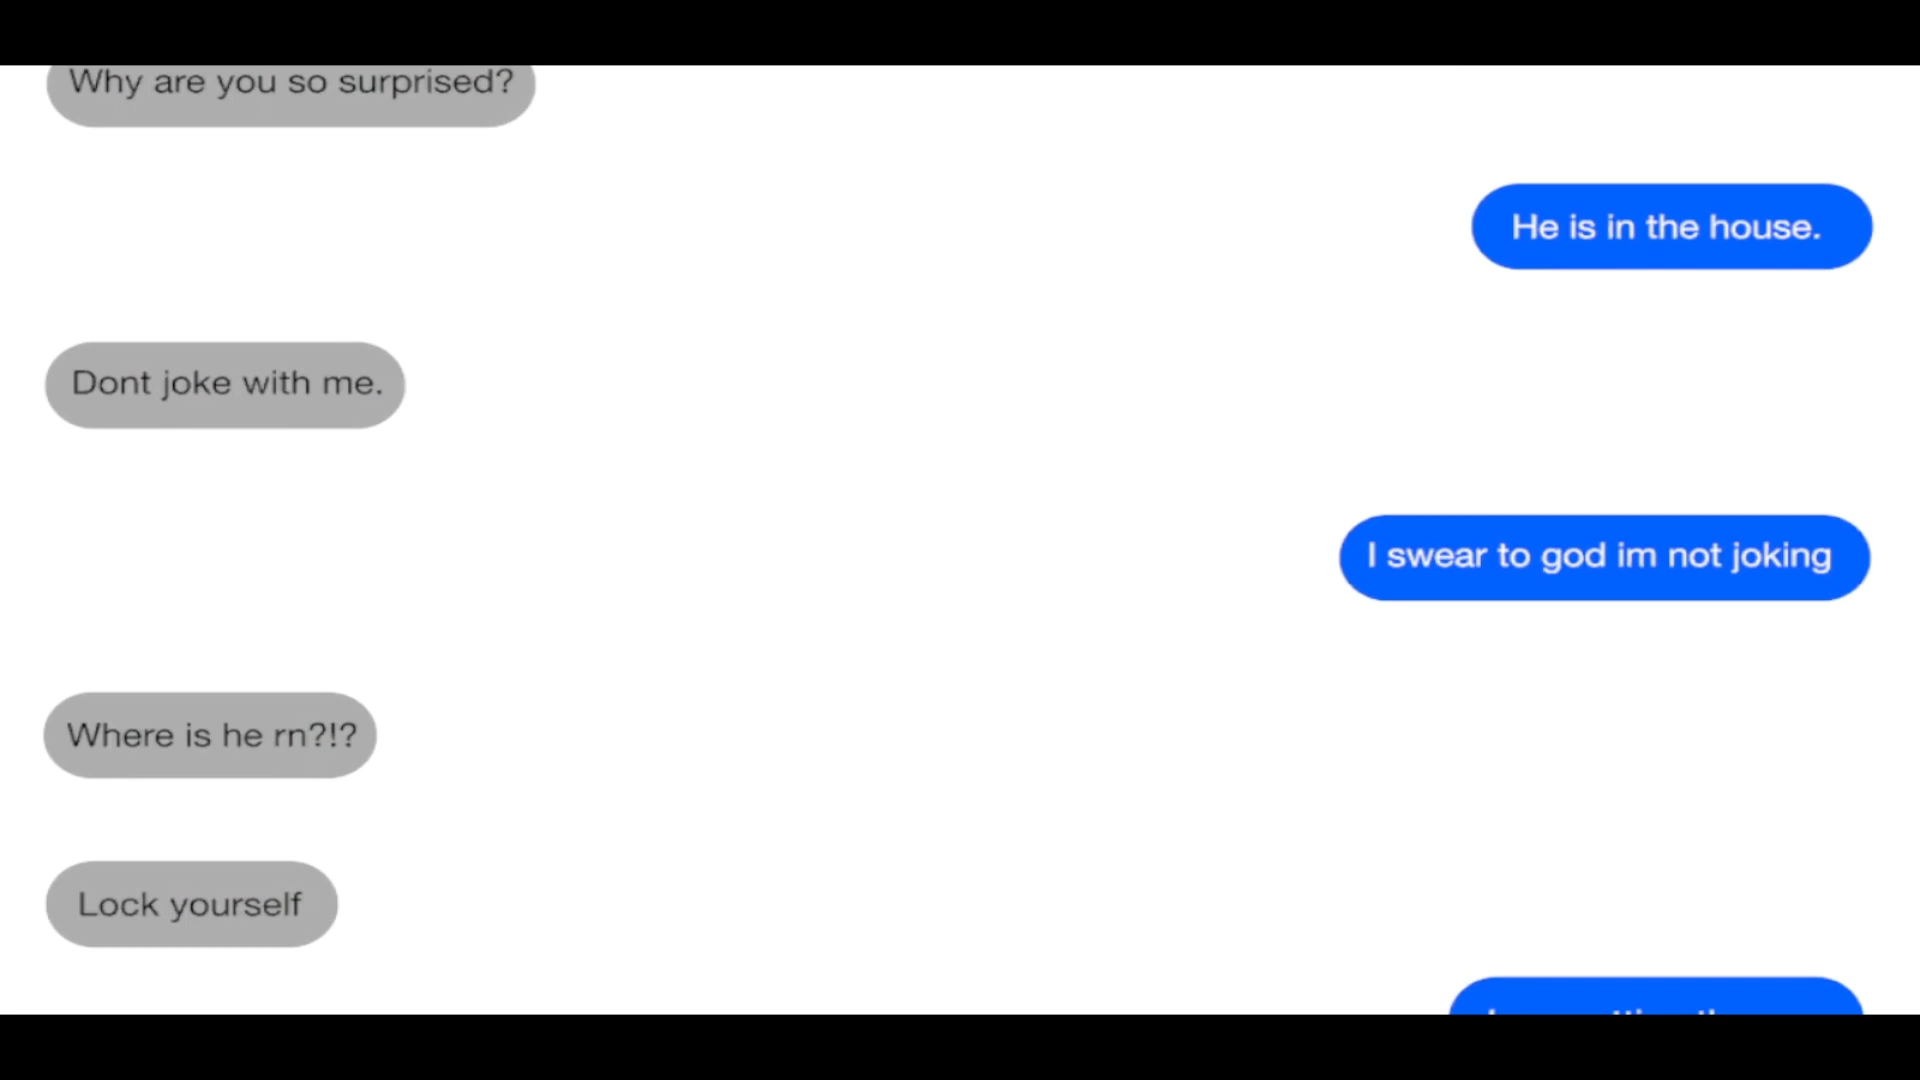 Why are you so surprised?
He is in the house.
Dont joke with me.
I swear to god im not joking
Where is he rn?!?
Lock yourself